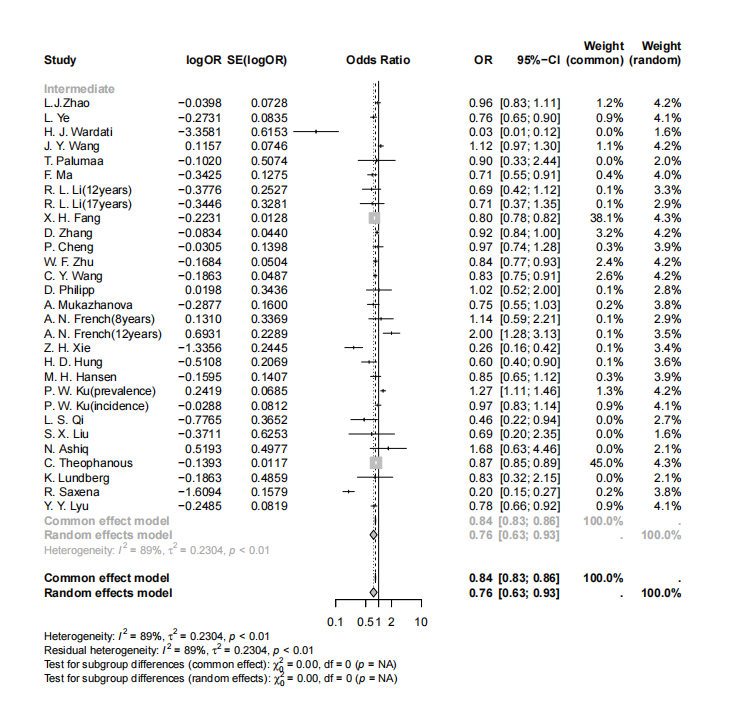 Weight Weight
Study logOR SE(logOR) Odds Ratio OR 95%−CI (common) (random)
Intermediate
L.J.Zhao −0.0398 0.0728 0.96 [0.83; 1.11] 1.2% 4.2%
L. Ye −0.2731 0.0835 0.76 [0.65; 0.90] 0.9% 4.1%
H. J. Wardati −3.3581 0.6153 0.03 [0.01; 0.12] 0.0% 1.6%
J. Y. Wang 0.1157 0.0746 1.12 [0.97; 1.30] 1.1% 4.2%
T. Palumaa −0.1020 0.5074 0.90 [0.33; 2.44] 0.0% 2.0%
F. Ma −0.3425 0.1275 0.71 [0.55; 0.91] 0.4% 4.0%
R. L. Li(12years) −0.3776 0.2527 0.69 [0.42; 1.12] 0.1% 3.3%
R. L. Li(17years) −0.3446 0.3281 0.71 [0.37; 1.35] 0.1% 2.9%
X. H. Fang −0.2231 0.0128 0.80 [0.78; 0.82] 38.1% 4.3%
D. Zhang −0.0834 0.0440 0.92 [0.84; 1.00] 3.2% 4.2%
P. Cheng −0.0305 0.1398 0.97 [0.74; 1.28] 0.3% 3.9%
W. F. Zhu −0.1684 0.0504 0.84 [0.77; 0.93] 2.4% 4.2%
C. Y. Wang −0.1863 0.0487 0.83 [0.75; 0.91] 2.6% 4.2%
D. Philipp 0.0198 0.3436 1.02 [0.52; 2.00] 0.1% 2.8%
A. Mukazhanova −0.2877 0.1600 0.75 [0.55; 1.03] 0.2% 3.8%
A. N. French(8years) 0.1310 0.3369 1.14 [0.59; 2.21] 0.1% 2.9%
A. N. French(12years) 0.6931 0.2289 2.00 [1.28; 3.13] 0.1% 3.5%
Z. H. Xie −1.3356 0.2445 0.26 [0.16; 0.42] 0.1% 3.4%
H. D. Hung −0.5108 0.2069 0.60 [0.40; 0.90] 0.1% 3.6%
M. H. Hansen −0.1595 0.1407 0.85 [0.65; 1.12] 0.3% 3.9%
P. W. Ku(prevalence) 0.2419 0.0685 1.27 [1.11; 1.46] 1.3% 4.2%
P. W. Ku(incidence) −0.0288 0.0812 0.97 [0.83; 1.14] 0.9% 4.1%
L. S. Qi −0.7765 0.3652 0.46 [0.22; 0.94] 0.0% 2.7%
S. X. Liu −0.3711 0.6253 0.69 [0.20; 2.35] 0.0% 1.6%
N. Ashiq 0.5193 0.4977 1.68 [0.63; 4.46] 0.0% 2.1%
C. Theophanous −0.1393 0.0117 0.87 [0.85; 0.89] 45.0% 4.3%
K. Lundberg −0.1863 0.4859 0.83 [0.32; 2.15] 0.0% 2.1%
R. Saxena −1.6094 0.1579 0.20 [0.15; 0.27] 0.2% 3.8%
Y. Y. Lyu −0.2485 0.0819 0.78 [0.66; 0.92] 0.9% 4.1%
Common effect model 0.84 [0.83; 0.86] 100.0% .
Random effects model 0.76 [0.63; 0.93] . 100.0%
Heterogeneity: I² = 89%, τ² = 0.2304, p < 0.01
Common effect model 0.84 [0.83; 0.86] 100.0% .
Random effects model 0.76 [0.63; 0.93] . 100.0%
0.1 0.5 1 2 10
Heterogeneity: I² = 89%, τ² = 0.2304, p < 0.01
Residual heterogeneity: I² = 89%, τ² = 0.2304, p < 0.01
Test for subgroup differences (common effect): χ²₀ = 0.00, df = 0 (p = NA)
Test for subgroup differences (random effects): χ²₀ = 0.00, df = 0 (p = NA)